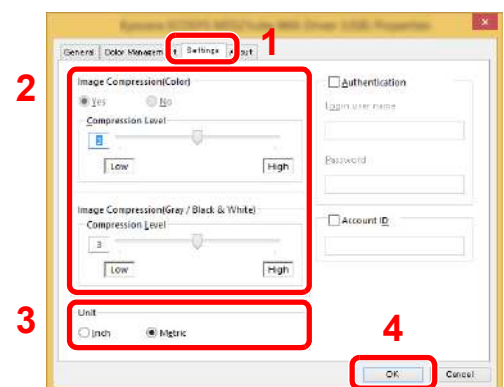 1
General Color Managem t Settings A ut
2
Image Compression(Color)
Yes No
Compression Level
3
Low High
Image Compression(Gray / Black & White)
Compression Level
3
Low High
Authentication
Login user name
Password
Account ID
3
Unit
Inch Metric
4
OK Cancel